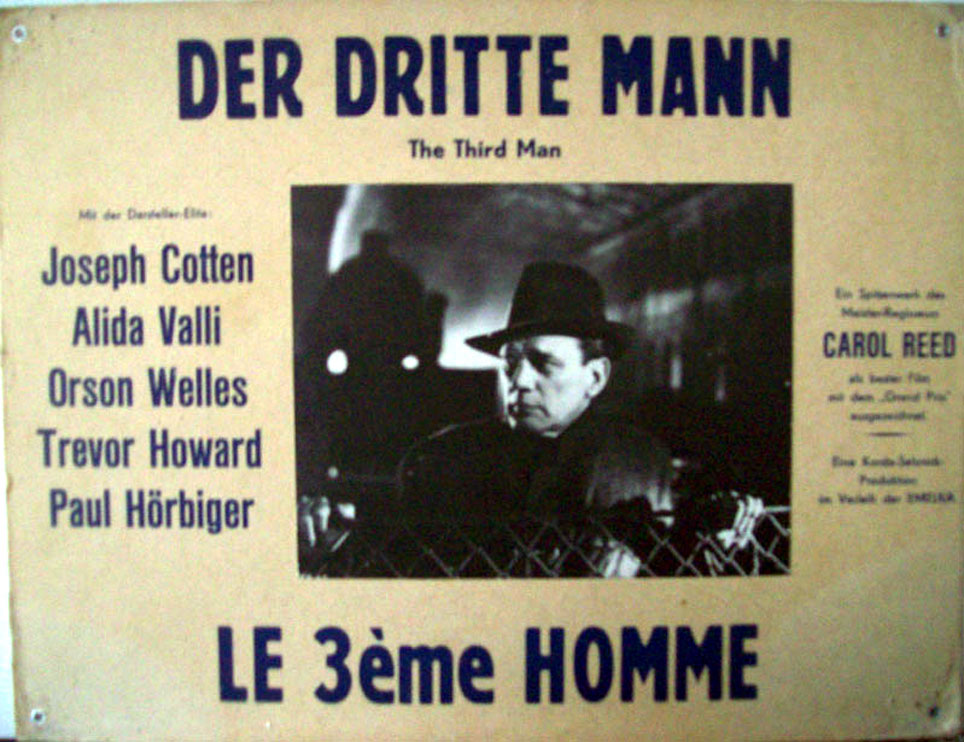 DER DRITTE MANN
The Third Man
Mit der Darsteller-Elite:
Joseph Cotten
Alida Valli
Orson Welles
Trevor Howard
Paul Hörbiger
Ein Spitzenwerk des
Meister-Regisseurs
CAROL REED
als bester Film
mit dem „Grand Prix"
ausgezeichnet.
Eine Korda-Selznick-
Produktion
im Verleih der EMELKA
LE 3ème HOMME